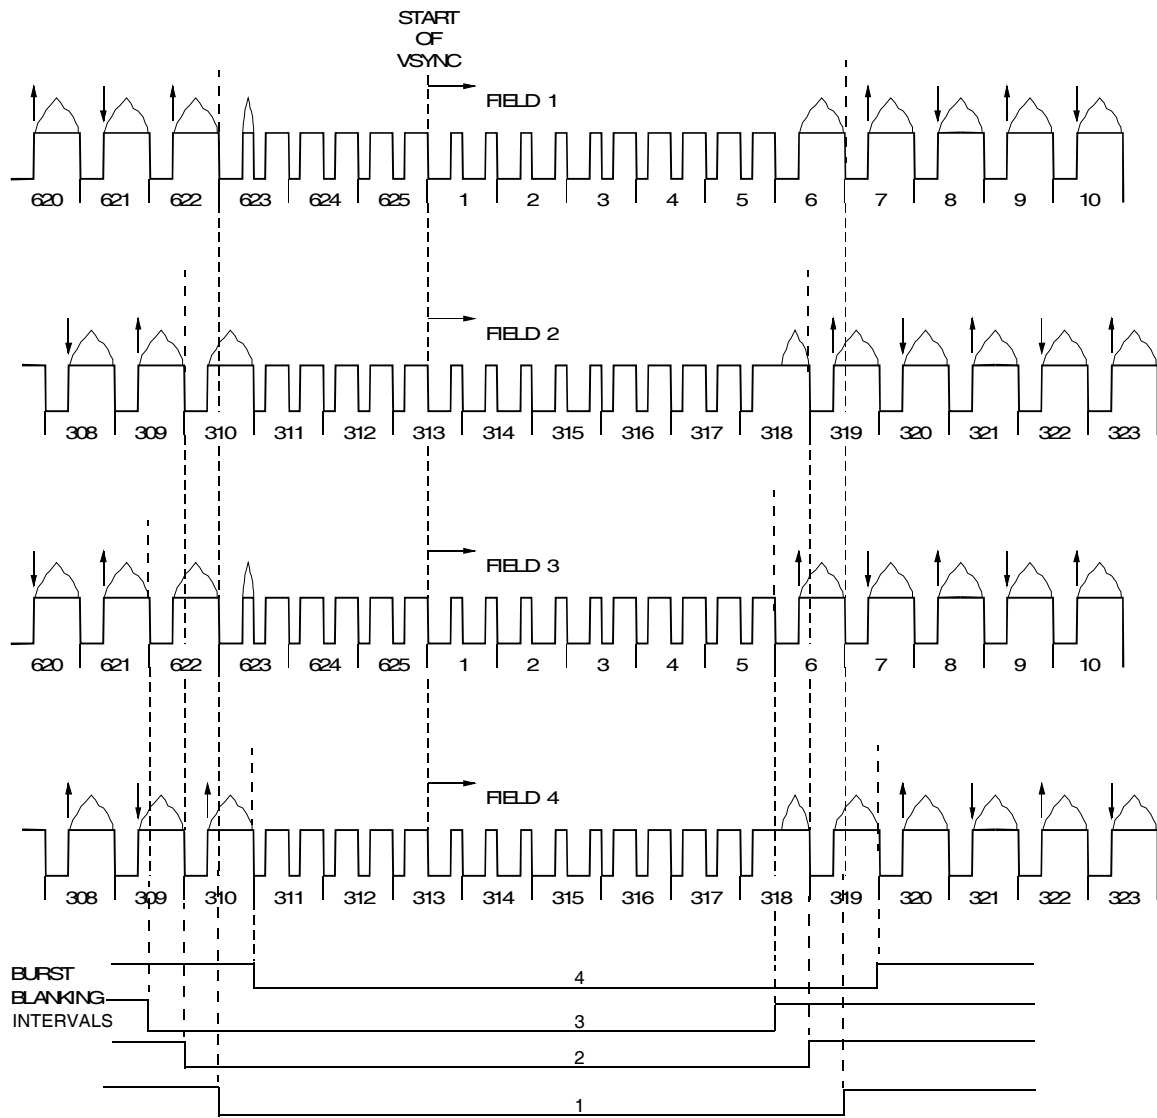 START
OF
VSYNC
FIELD 1
620 621 622 623 624 625 1 2 3 4 5 6 7 8 9 10
FIELD 2
308 309 310 311 312 313 314 315 316 317 318 319 320 321 322 323
FIELD 3
620 621 622 623 624 625 1 2 3 4 5 6 7 8 9 10
FIELD 4
308 309 310 311 312 313 314 315 316 317 318 319 320 321 322 323
BURST
BLANKING
INTERVALS
4
3
2
1